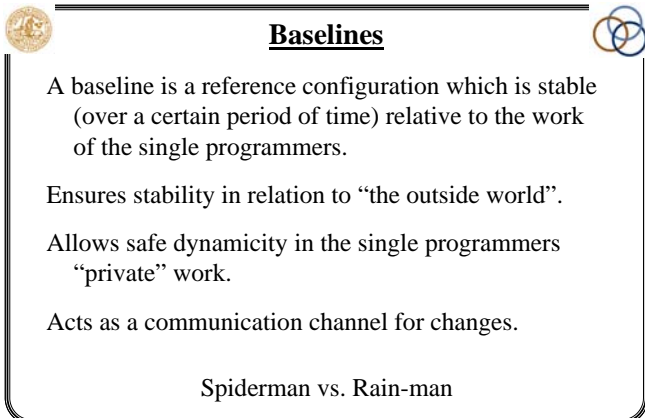 Baselines
A baseline is a reference configuration which is stable
(over a certain period of time) relative to the work
of the single programmers.
Ensures stability in relation to “the outside world”.
Allows safe dynamicity in the single programmers
“private” work.
Acts as a communication channel for changes.
Spiderman vs. Rain-man